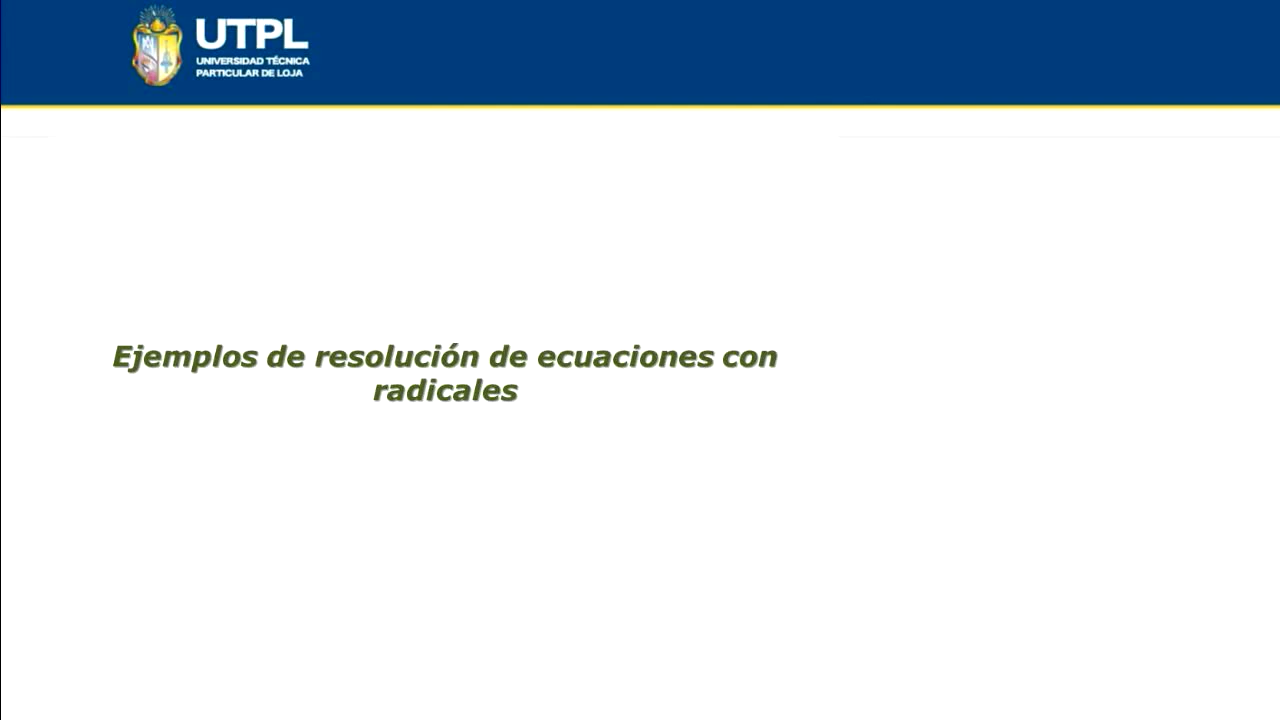 UTPL
UNIVERSIDAD TÉCNICA
PARTICULAR DE LOJA
Ejemplos de resolución de ecuaciones con
radicales